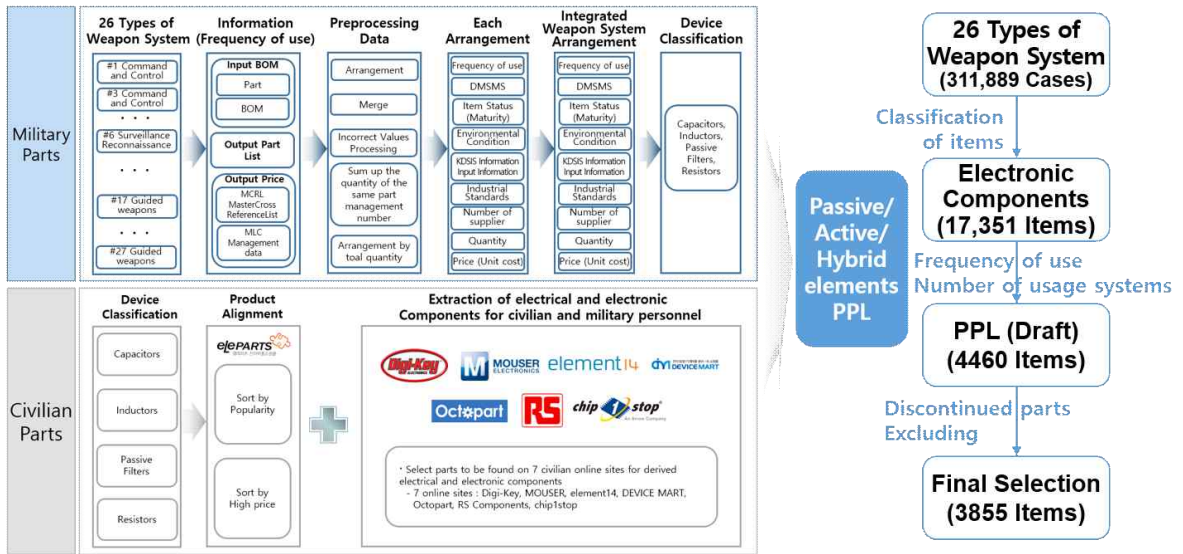 Military
Parts
26 Types of
Weapon System
#1 Command
and Control
#3 Command
and Control
. . .
#6 Surveillance
Reconnaissance
. . .
. . .
#17 Guided
weapons
. . .
#27 Guided
weapons
Information
(Frequency of use)
Input BOM
Part
BOM
Output Part
List
Output Price
MCRL
MasterCross
ReferenceList
MLC
Management
data
Preprocessing
Data
Arrangement
Merge
Incorrect Values
Processing
Sum up the
quantity of the
same part
management
number
Arrangement by
toal quantity
Each
Arrangement
Frequency of use
DMSMS
Item Status
(Maturity)
Environmental
Condition
KDSIS Information
Input Information
Industrial
Standards
Number of
supplier
Quantity
Price (Unit cost)
Integrated
Weapon System
Arrangement
Frequency of use
DMSMS
Item Status
(Maturity)
Environmental
Condition
KDSIS Information
Input Information
Industrial
Standards
Number of
supplier
Quantity
Price (Unit cost)
Device
Classification
Capacitors,
Inductors,
Passive
Filters,
Resistors
Civilian
Parts
Device
Classification
Capacitors
Inductors
Passive
Filters
Resistors
Product
Alignment
elePARTS
Sort by
Popularity
Sort by
High price
Extraction of electrical and electronic
Components for civilian and military personnel
Digi-Key
ELECTRONICS
M MOUSER
ELECTRONICS
element14
DEVICEMART
Octopart
RS
chip1stop
An Arrow Company
· Select parts to be found on 7 civilian online sites for derived
electrical and electronic components
- 7 online sites : Digi-Key, MOUSER, element14, DEVICE MART,
Octopart, RS Components, chip1stop
Passive/
Active/
Hybrid
elements
PPL
26 Types of
Weapon System
(311,889 Cases)
Classification
of items
Electronic
Components
(17,351 Items)
Frequency of use
Number of usage systems
PPL (Draft)
(4460 Items)
Discontinued parts
Excluding
Final Selection
(3855 Items)